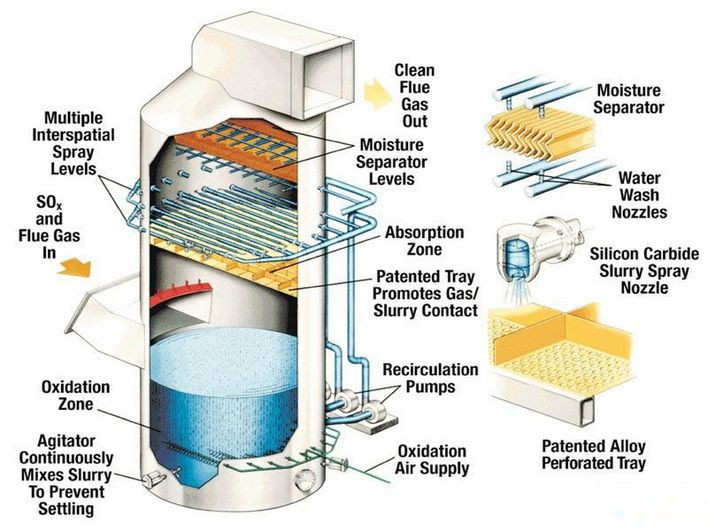 Clean
Flue
Gas
Out
Multiple
Interspatial
Spray
Levels
Moisture
Separator
Levels
SOx
and
Flue Gas
In
Absorption
Zone
Patented Tray
Promotes Gas/
Slurry Contact
Recirculation
Pumps
Oxidation
Zone
Agitator
Continuously
Mixes Slurry
To Prevent
Settling
Oxidation
Air Supply
Moisture
Separator
Water
Wash
Nozzles
Silicon Carbide
Slurry Spray
Nozzle
Patented Alloy
Perforated Tray